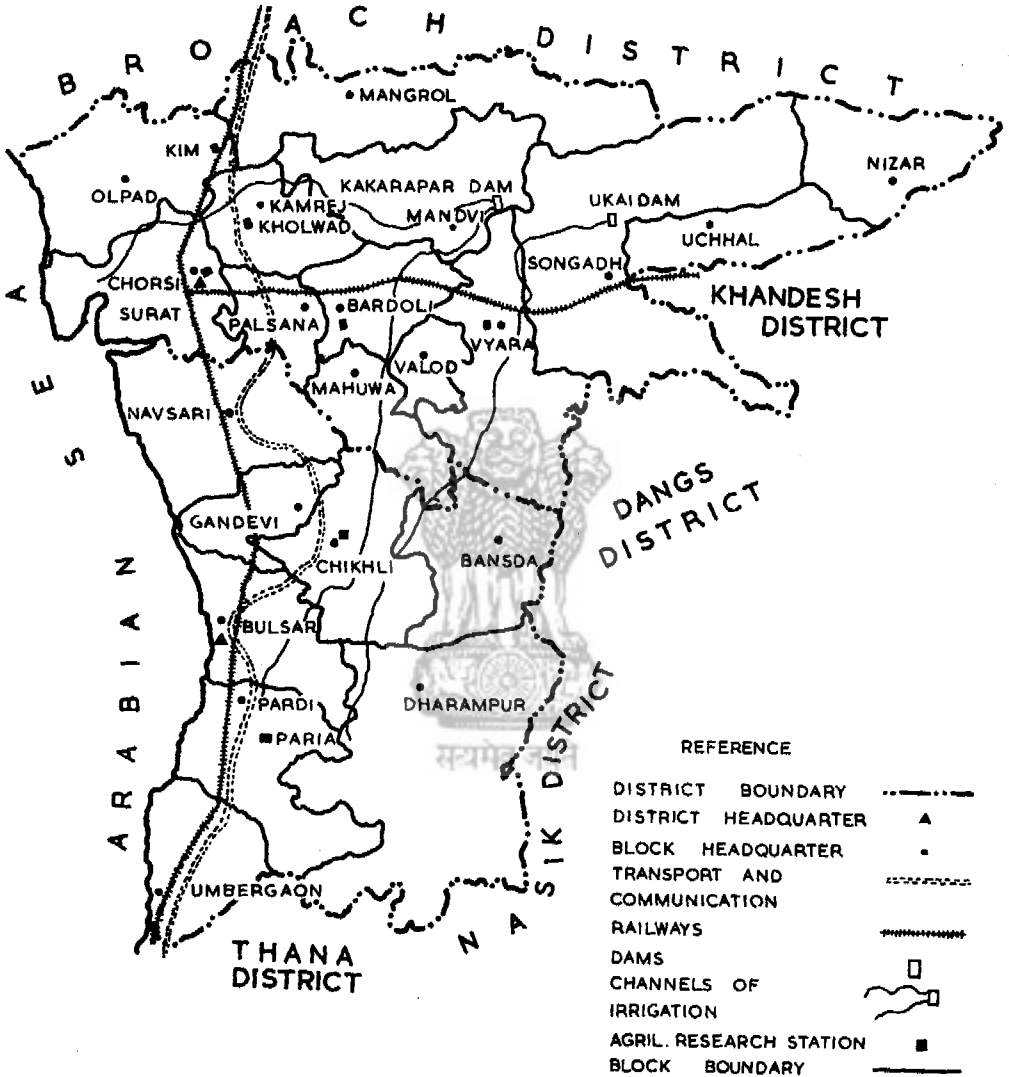 BROACH DISTRICT
MANGROL
KIM
OLPAD
KAKARAPAR DAM
NIZAR
KAMREJ
KHOLWAD
MANDVI
UKAI DAM
UCHHAL
CHORSI
SURAT
SONGADH
KHANDESH
DISTRICT
PALSANA
BARDOLI
VYARA
VALOD
MAHUWA
NAVSARI
DANGS
DISTRICT
GANDEVI
CHIKHLI
BANSDA
BULSAR
PARDI
DHARAMPUR
PARIA
सत्यमेव जयते
NASIK DISTRICT
ARABIAN SEA
UMBERGAON
THANA
DISTRICT
REFERENCE
DISTRICT BOUNDARY
DISTRICT HEADQUARTER
BLOCK HEADQUARTER
TRANSPORT AND
COMMUNICATION
RAILWAYS
DAMS
CHANNELS OF
IRRIGATION
AGRIL. RESEARCH STATION
BLOCK BOUNDARY